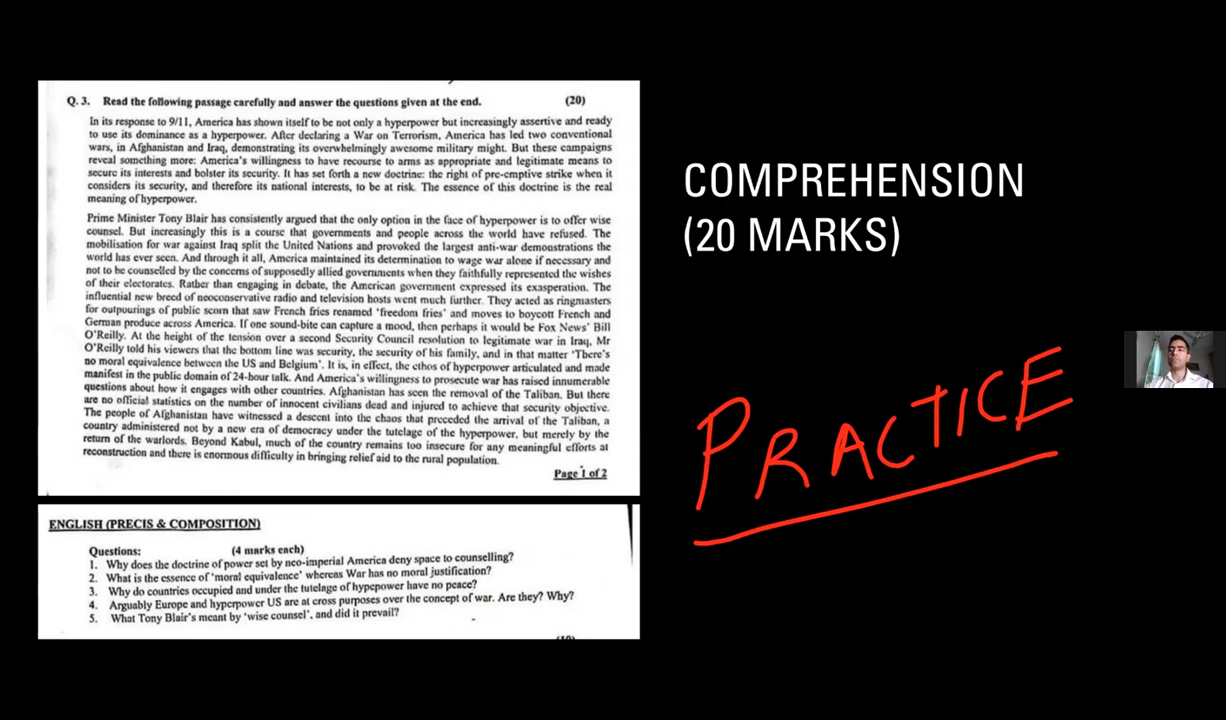 Q. 3. Read the following passage carefully and answer the questions given at the end. (20)
In its response to 9/11, America has shown itself to be not only a hyperpower but increasingly assertive and ready
to use its dominance as a hyperpower. After declaring a War on Terrorism, America has led two conventional
wars, in Afghanistan and Iraq, demonstrating its overwhelmingly awesome military might. But these campaigns
reveal something more: America's willingness to have recourse to arms as appropriate and legitimate means to
secure its interests and bolster its security. It has set forth a new doctrine: the right of pre-emptive strike when it
considers its security, and therefore its national interests, to be at risk. The essence of this doctrine is the real
meaning of hyperpower.
Prime Minister Tony Blair has consistently argued that the only option in the face of hyperpower is to offer wise
counsel. But increasingly this is a course that governments and people across the world have refused. The
mobilisation for war against Iraq split the United Nations and provoked the largest anti-war demonstrations the
world has ever seen. And through it all, America maintained its determination to wage war alone if necessary and
not to be counselled by the concerns of supposedly allied governments when they faithfully represented the wishes
of their electorates. Rather than engaging in debate, the American government expressed its exasperation. The
influential new breed of neoconservative radio and television hosts went much further. They acted as ringmasters
for outpourings of public scorn that saw French fries renamed 'freedom fries' and moves to boycott French and
German produce across America. If one sound-bite can capture a mood, then perhaps it would be Fox News' Bill
O'Reilly. At the height of the tension over a second Security Council resolution to legitimate war in Iraq, Mr
O'Reilly told his viewers that the bottom line was security, the security of his family, and in that matter 'There's
no moral equivalence between the US and Belgium'. It is, in effect, the ethos of hyperpower articulated and made
manifest in the public domain of 24-hour talk. And America's willingness to prosecute war has raised innumerable
questions about how it engages with other countries. Afghanistan has seen the removal of the Taliban. But there
are no official statistics on the number of innocent civilians dead and injured to achieve that security objective.
The people of Afghanistan have witnessed a descent into the chaos that preceded the arrival of the Taliban, a
country administered not by a new era of democracy under the tutelage of the hyperpower, but merely by the
return of the warlords. Beyond Kabul, much of the country remains too insecure for any meaningful efforts at
reconstruction and there is enormous difficulty in bringing relief aid to the rural population.
Page 1 of 2
ENGLISH (PRECIS & COMPOSITION)
Questions: (4 marks each)
1. Why does the doctrine of power set by neo-imperial America deny space to counselling?
2. What is the essence of 'moral equivalence' whereas War has no moral justification?
3. Why do countries occupied and under the tutelage of hypepower have no peace?
4. Arguably Europe and hyperpower US are at cross purposes over the concept of war. Are they? Why?
5. What Tony Blair's meant by 'wise counsel', and did it prevail?
COMPREHENSION
(20 MARKS)
PRACTICE